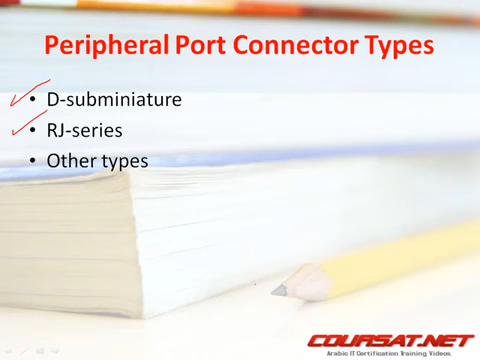 Peripheral Port Connector Types
• D-subminiature
• RJ-series
• Other types
COURSAT.NET
Arabic IT Certification Training Videos